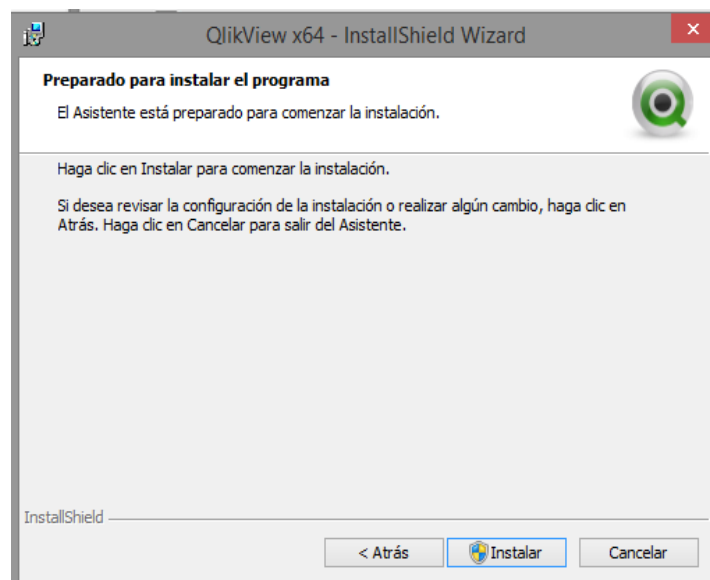 QlikView x64 - InstallShield Wizard
Preparado para instalar el programa
El Asistente está preparado para comenzar la instalación.
Haga clic en Instalar para comenzar la instalación.
Si desea revisar la configuración de la instalación o realizar algún cambio, haga clic en
Atrás. Haga clic en Cancelar para salir del Asistente.
InstallShield
< Atrás Instalar Cancelar